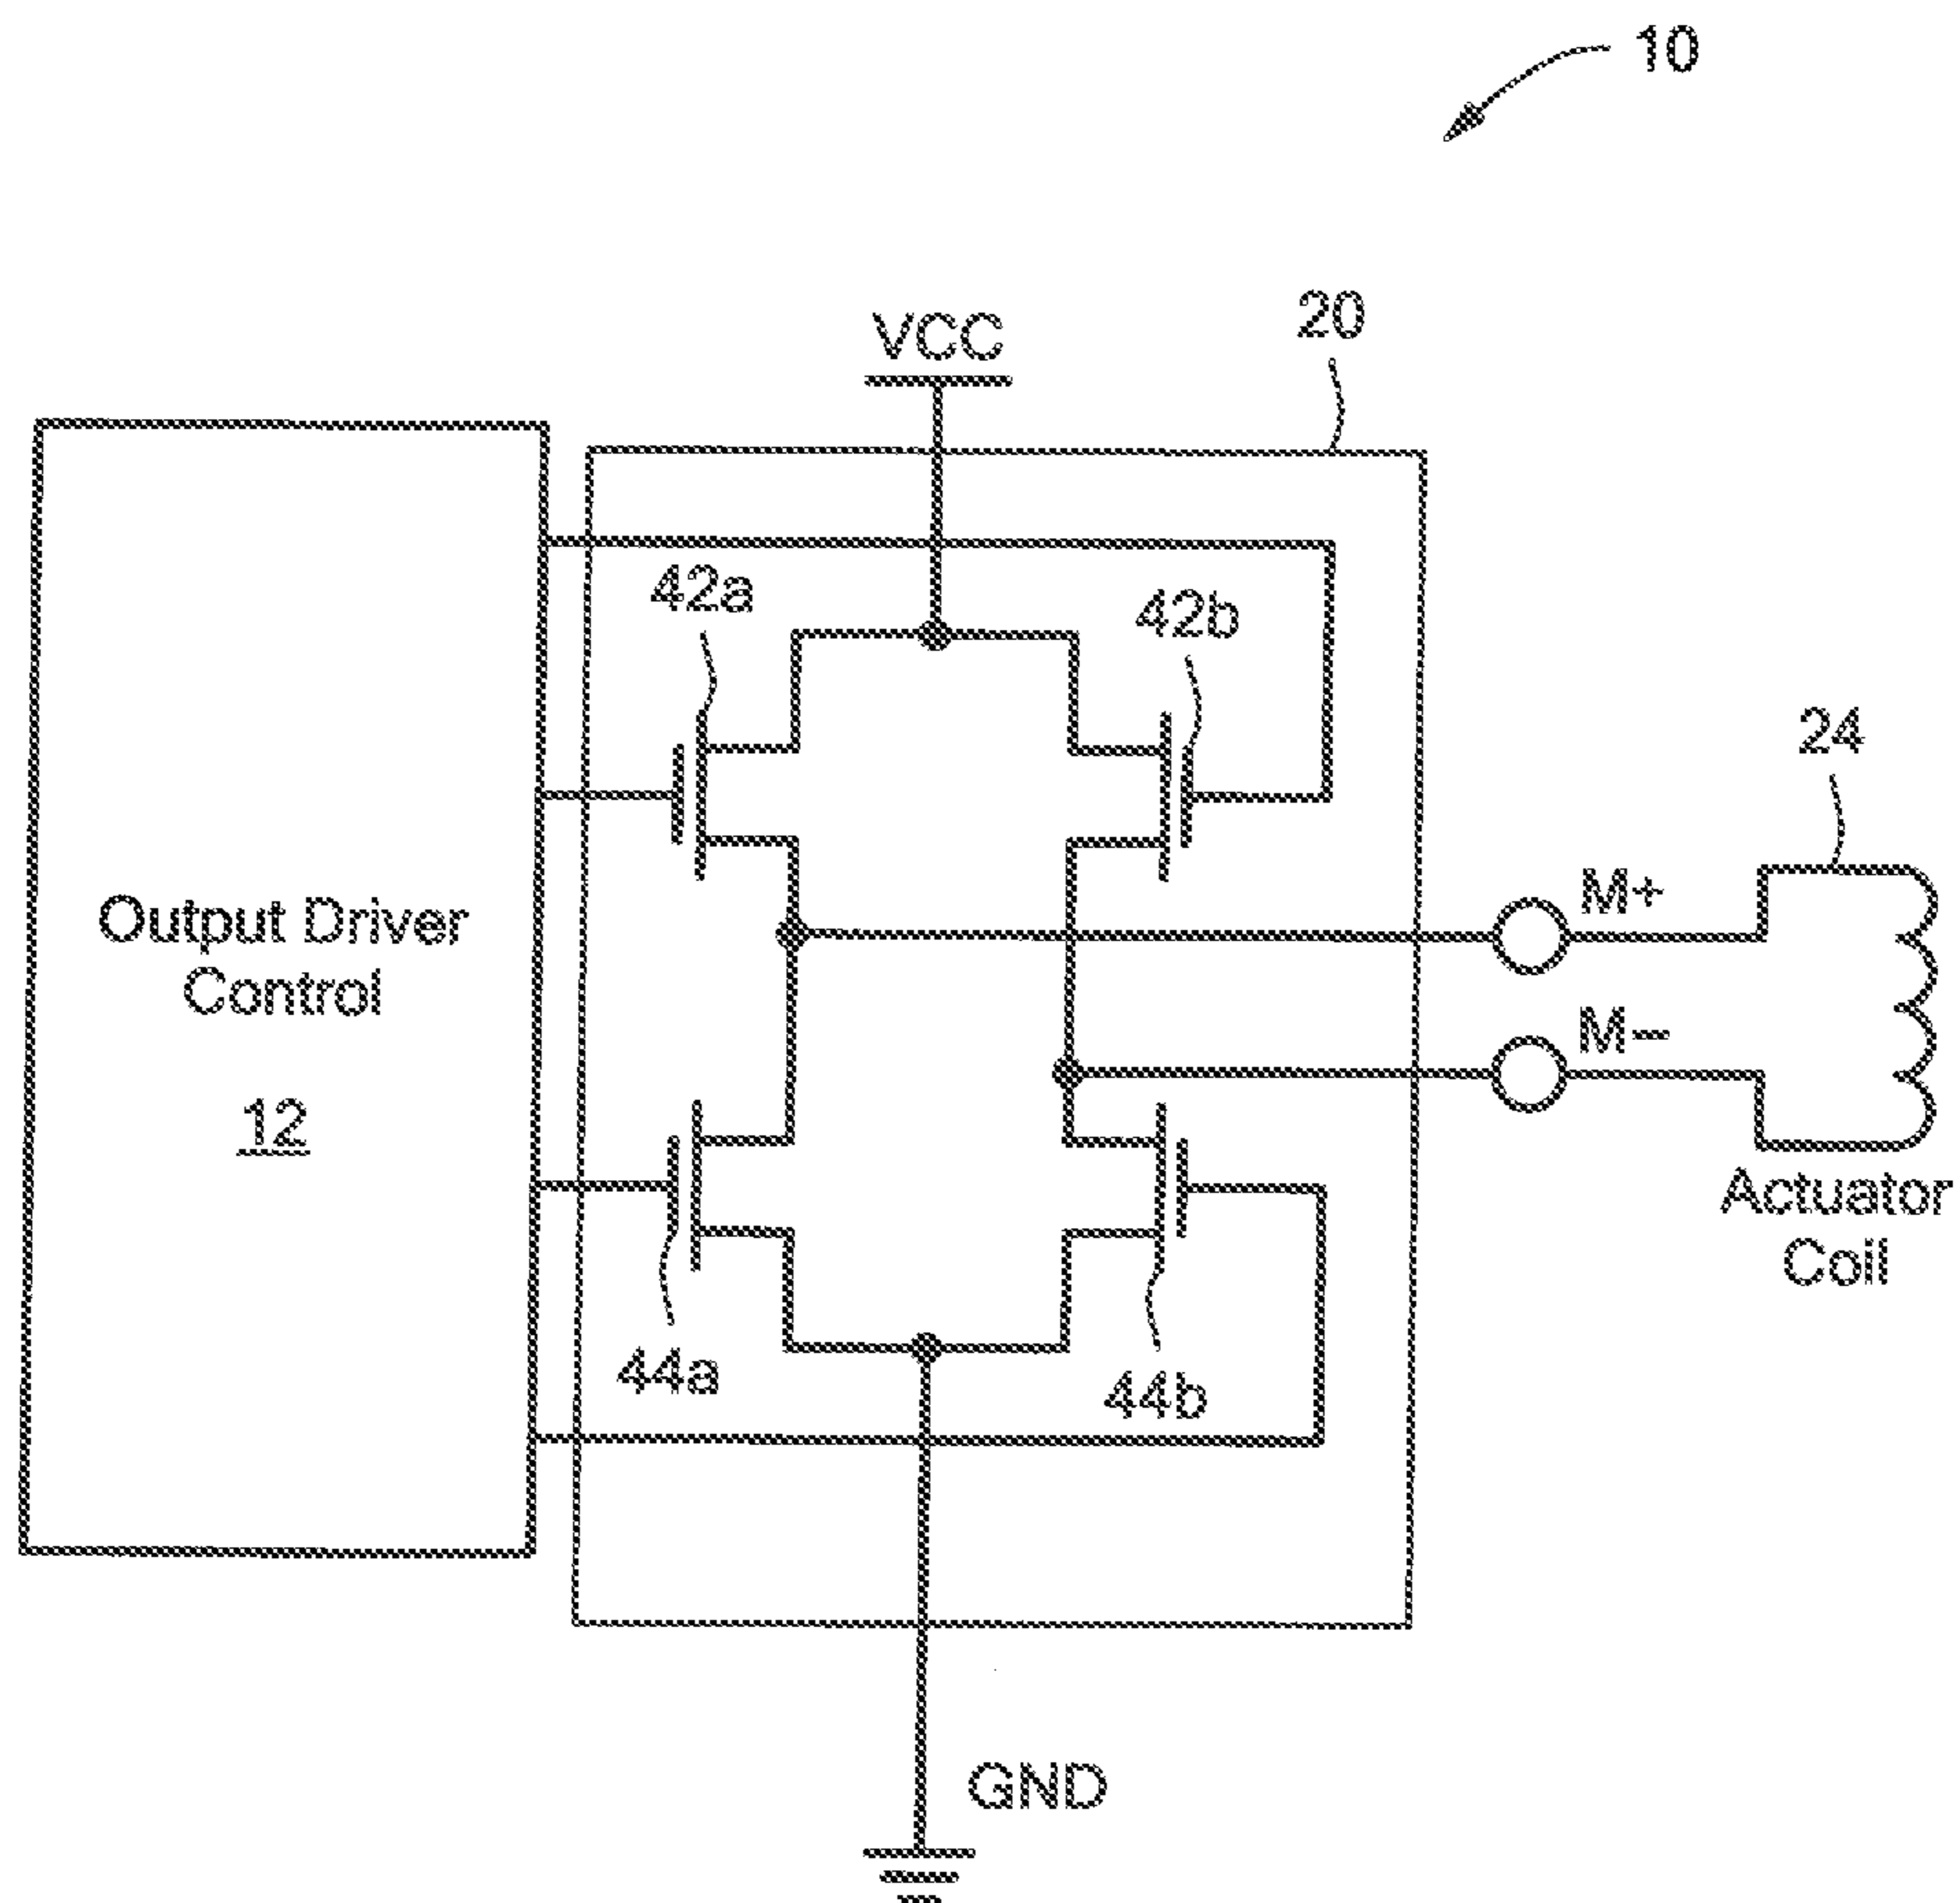 10
VCC
20
42a
42b
24
M+
Output Driver
Control
12
M−
Actuator
Coil
44a
44b
GND